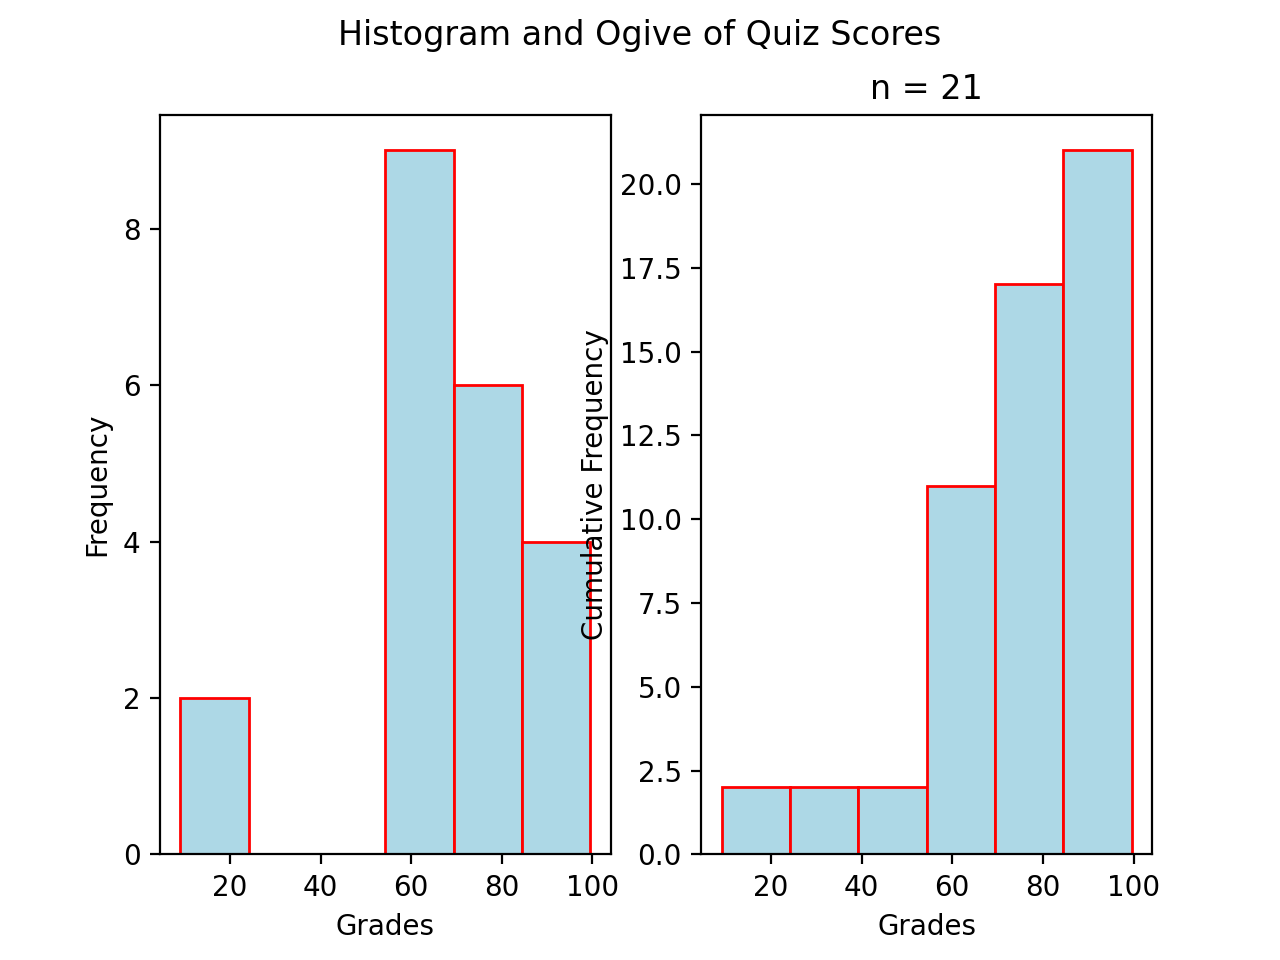 Histogram and Ogive of Quiz Scores
n = 21
Frequency
8
6
4
2
0
20 40 60 80 100
Grades
Cumulative Frequency
20.0
17.5
15.0
12.5
10.0
7.5
5.0
2.5
0.0
20 40 60 80 100
Grades